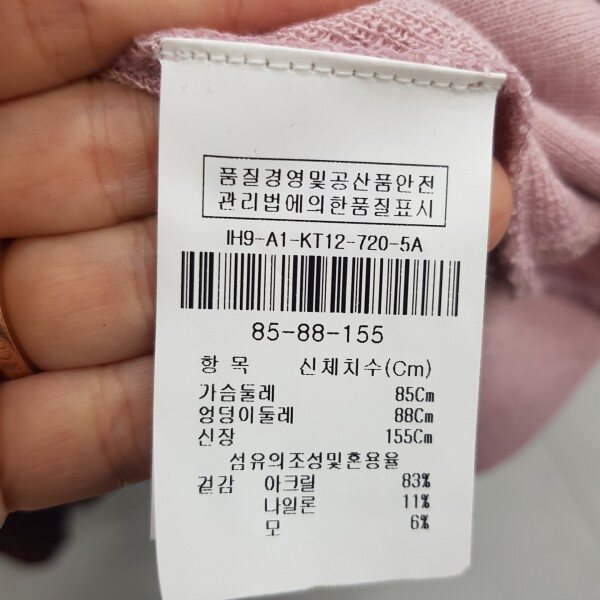 품질경영및공산품안전
관리법에의한품질표시
IH9-A1-KT12-720-5A
85-88-155
항 목 신체치수(Cm)
가슴둘레 85Cm
엉덩이둘레 88Cm
신장 155Cm
섬유의조성및혼용율
겉감 아크릴 83%
나일론 11%
모 6%